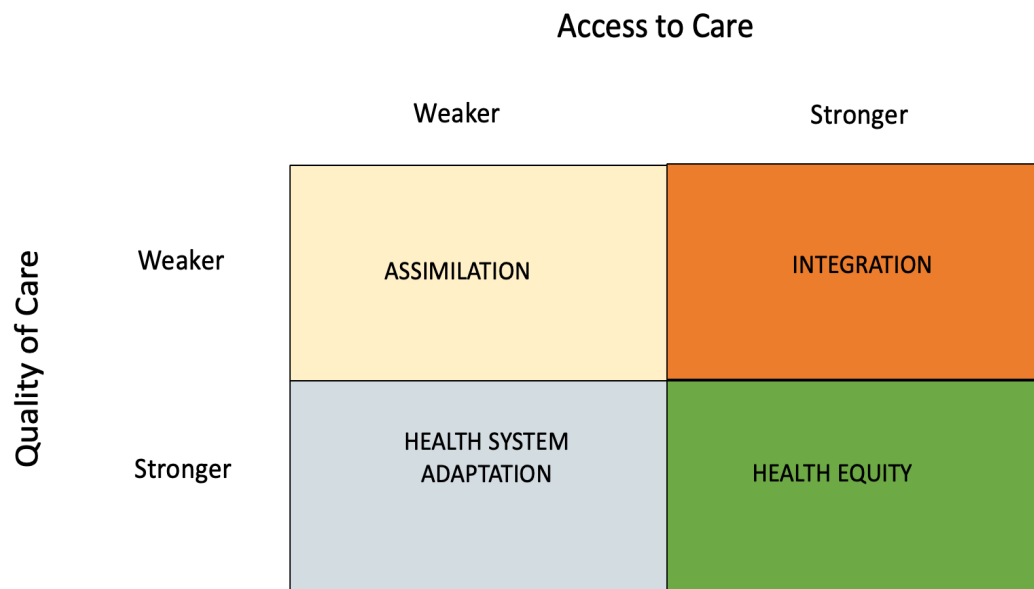 Access to Care
Weaker
Stronger
Quality of Care
Weaker
ASSIMILATION
INTEGRATION
Stronger
HEALTH SYSTEM
ADAPTATION
HEALTH EQUITY